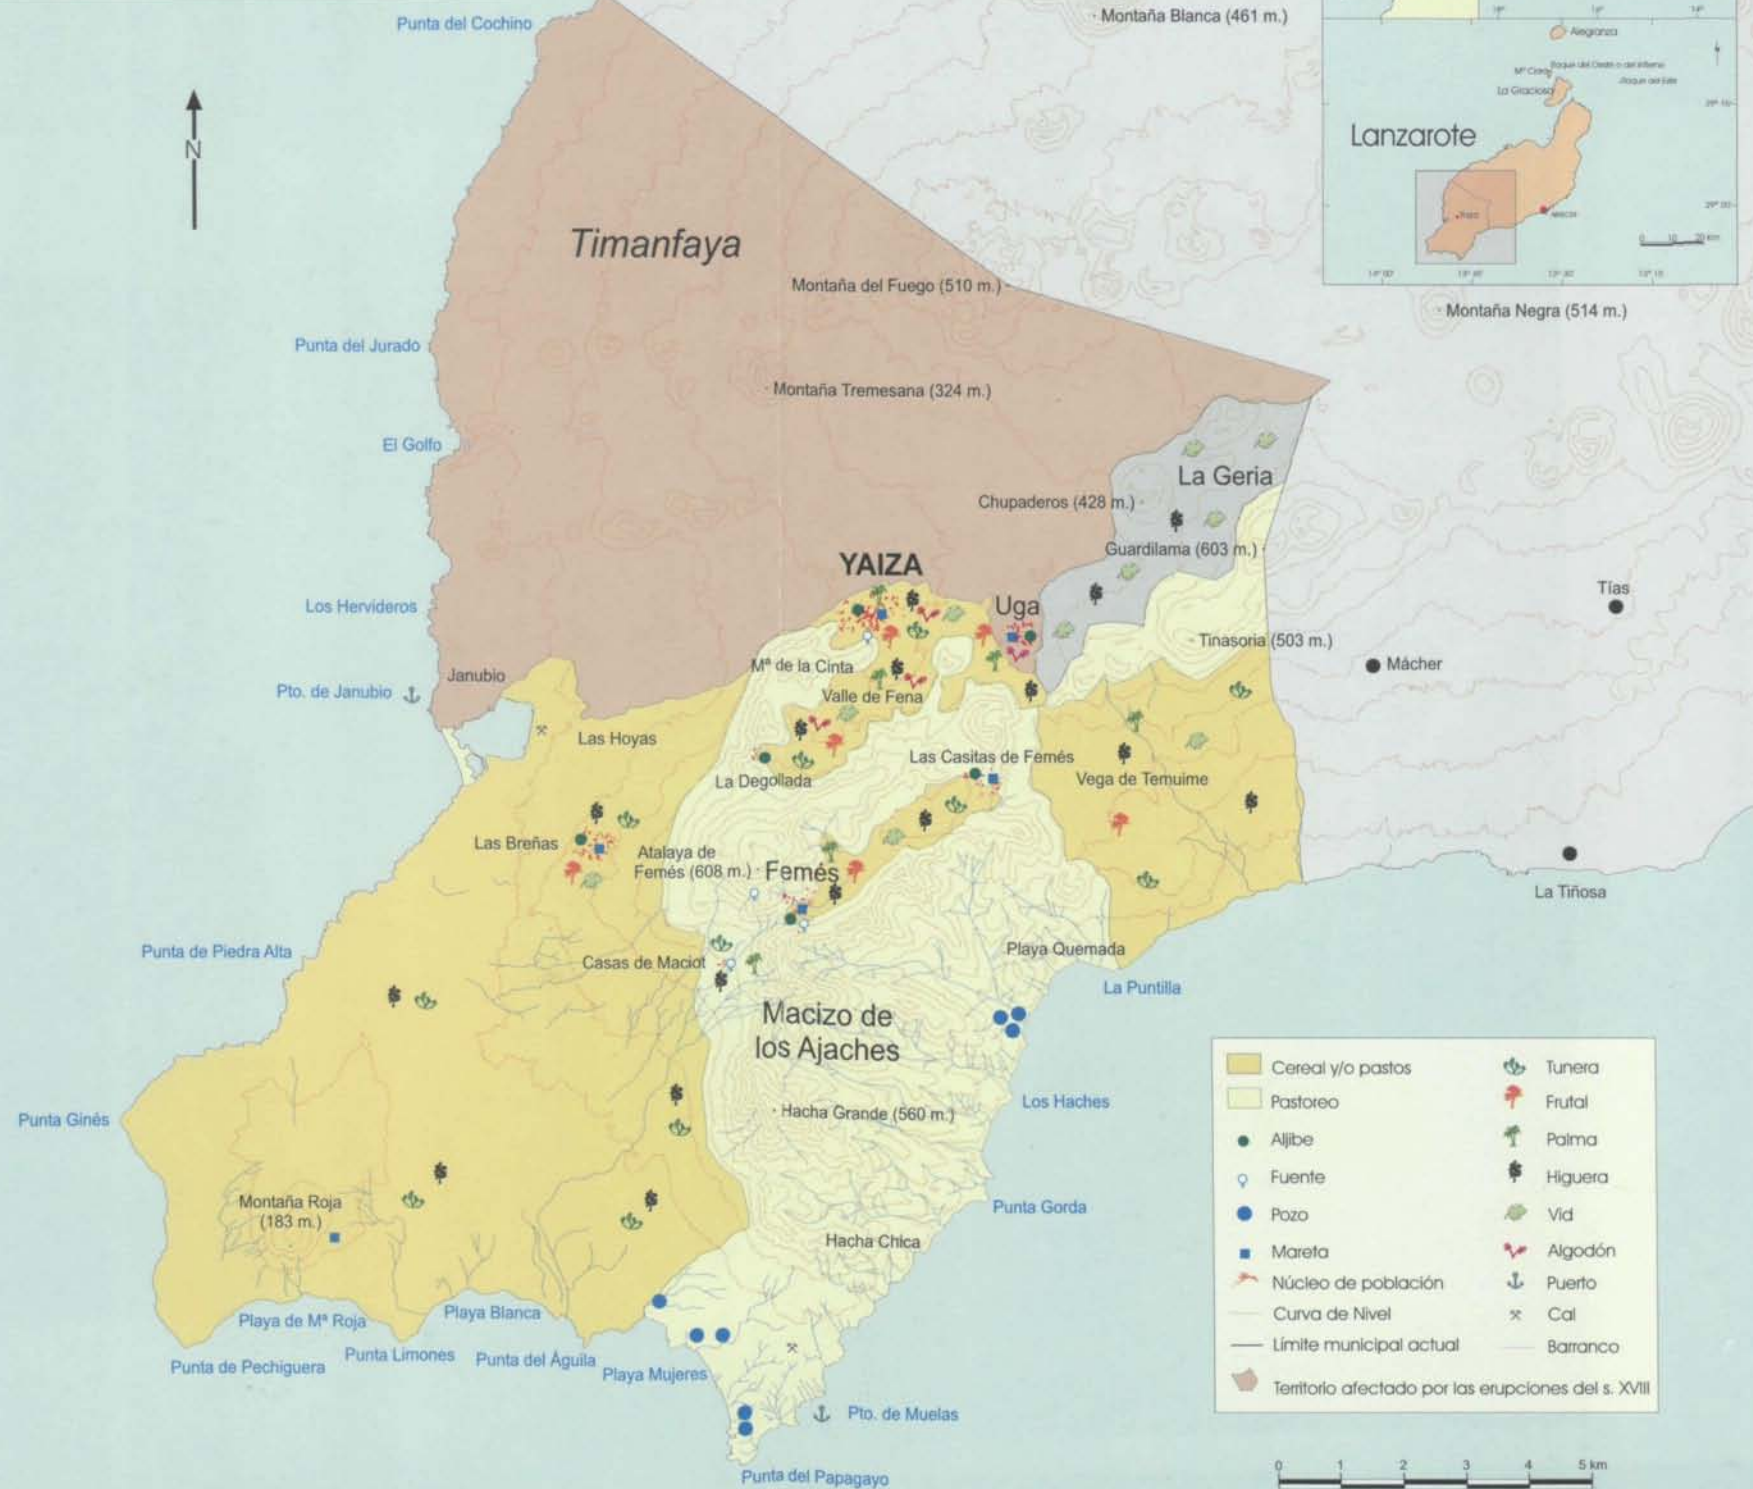 Punta del Cochino
Montaña Blanca (461 m.)
Alegranza
La Graciosa
Lanzarote
N
Timanfaya
Montaña del Fuego (510 m.)
Montaña Negra (514 m.)
Punta del Jurado
Montaña Tremesana (324 m.)
El Golfo
La Geria
Chupaderos (428 m.)
Guardilama (603 m.)
YAIZA
Tías
Los Hervideros
Uga
Tinasoria (503 m.)
Mª de la Cinta
Mácher
Janubio
Pto. de Janubio
Valle de Fena
Las Hoyas
Las Casitas de Femés
La Degollada
Vega de Temuime
Las Breñas
Atalaya de
Femés (608 m.)
Femés
La Tiñosa
Punta de Piedra Alta
Casas de Maciot
Playa Quemada
La Puntilla
Macizo de
los Ajaches
Los Haches
Hacha Grande (560 m.)
Punta Ginés
Montaña Roja
(183 m.)
Punta Gorda
Hacha Chica
Playa de Mª Roja
Playa Blanca
Punta de Pechiguera
Punta Limones
Punta del Águila
Playa Mujeres
Pto. de Muelas
Punta del Papagayo
Cereal y/o pastos
Pastoreo
Aljibe
Fuente
Pozo
Mareta
Núcleo de población
Curva de Nivel
Límite municipal actual
Territorio afectado por las erupciones del s. XVIII
Tunera
Frutal
Palma
Higuera
Vid
Algodón
Puerto
Cal
Barranco
0 1 2 3 4 5 km